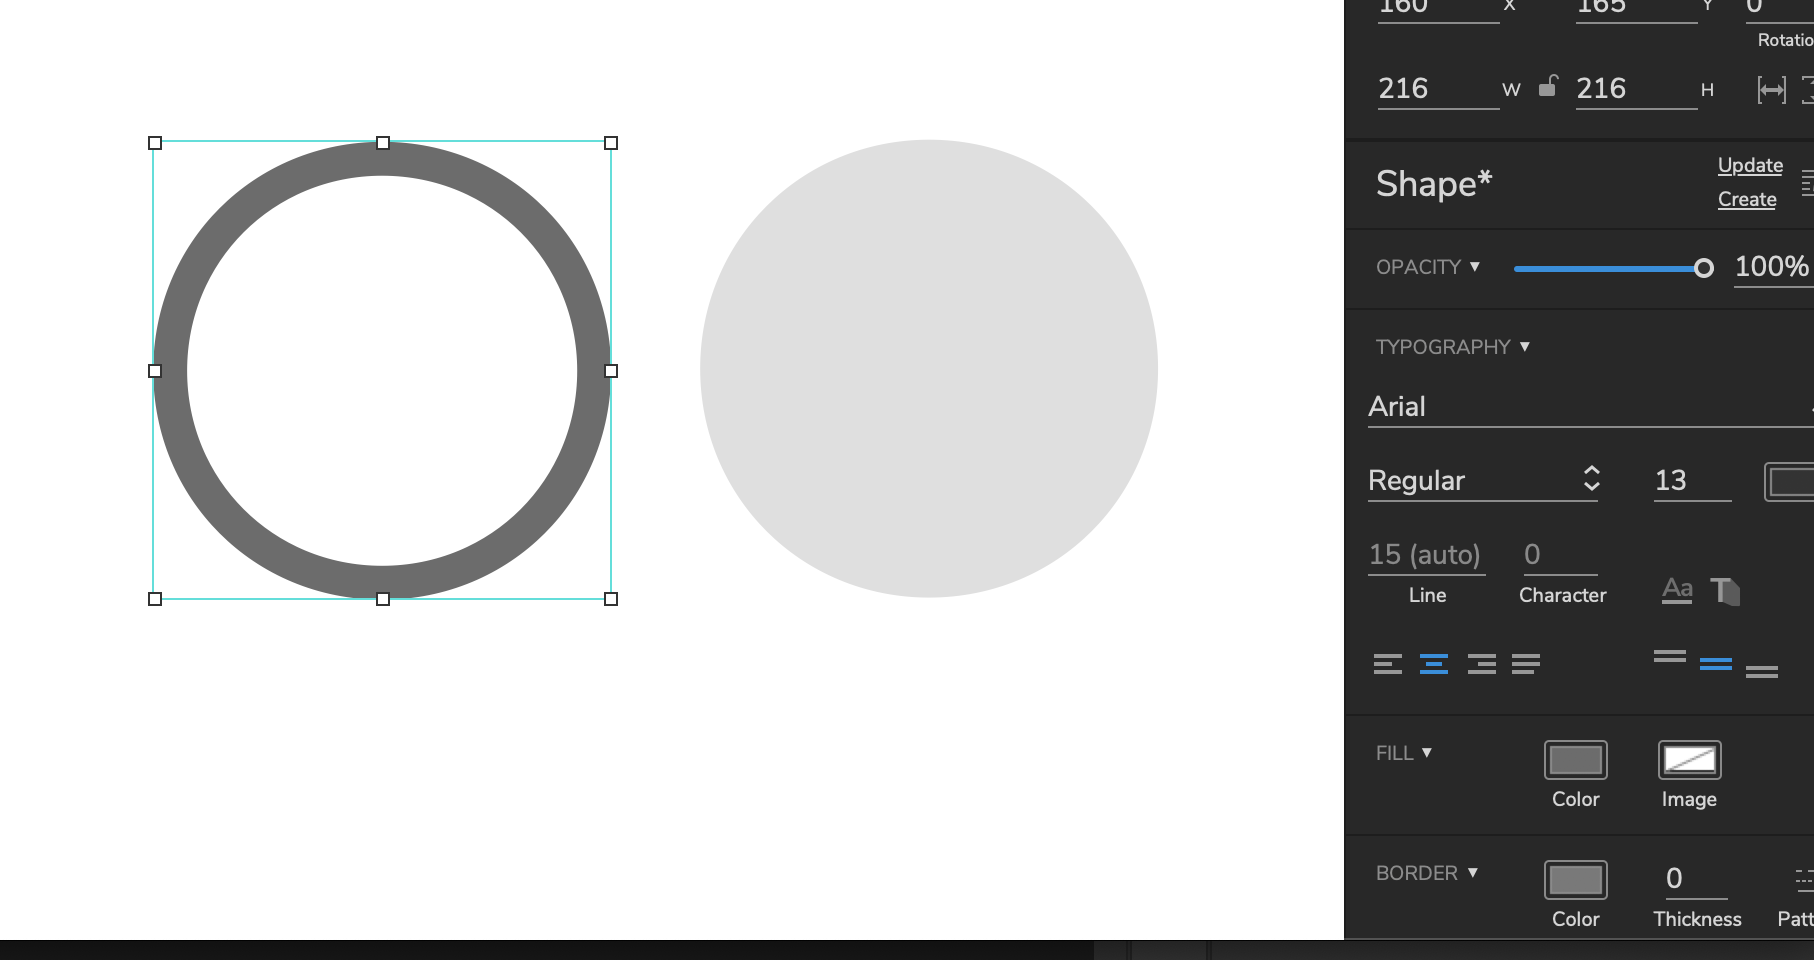 160 X 165 Y 0
Rotatio
216 W 216 H
Shape*
Update
Create
OPACITY 100%
TYPOGRAPHY
Arial
Regular 13
15 (auto) 0
Line Character
Aa T
FILL
Color Image
BORDER 0
Color Thickness Patt